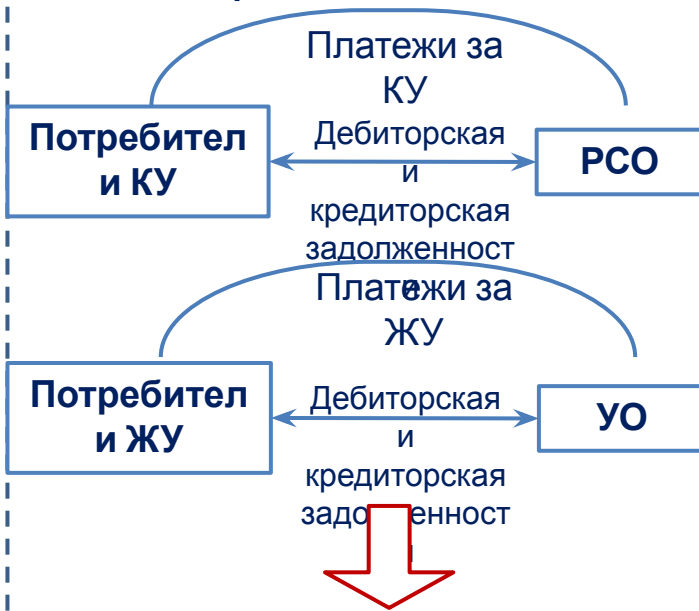 Платежи за
КУ
Потребител
и КУ
Дебиторская
и
кредиторская
задолженност
РСО
Платежи за
ЖУ
Потребител
и ЖУ
Дебиторская
и
кредиторская
УО